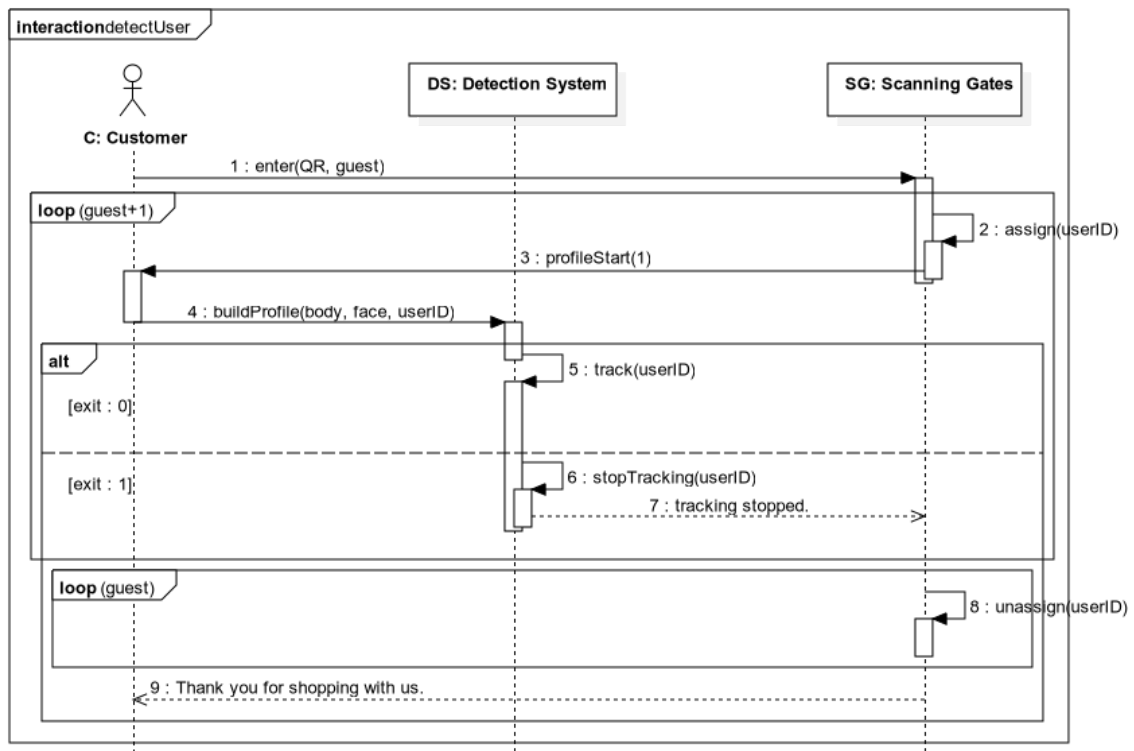 interactiondetectUser
DS: Detection System
SG: Scanning Gates
C: Customer
1 : enter(QR, guest)
loop (guest+1)
2 : assign(userID)
3 : profileStart(1)
4 : buildProfile(body, face, userID)
alt
5 : track(userID)
[exit : 0]
6 : stopTracking(userID)
[exit : 1]
7 : tracking stopped.
loop (guest)
8 : unassign(userID)
9 : Thank you for shopping with us.